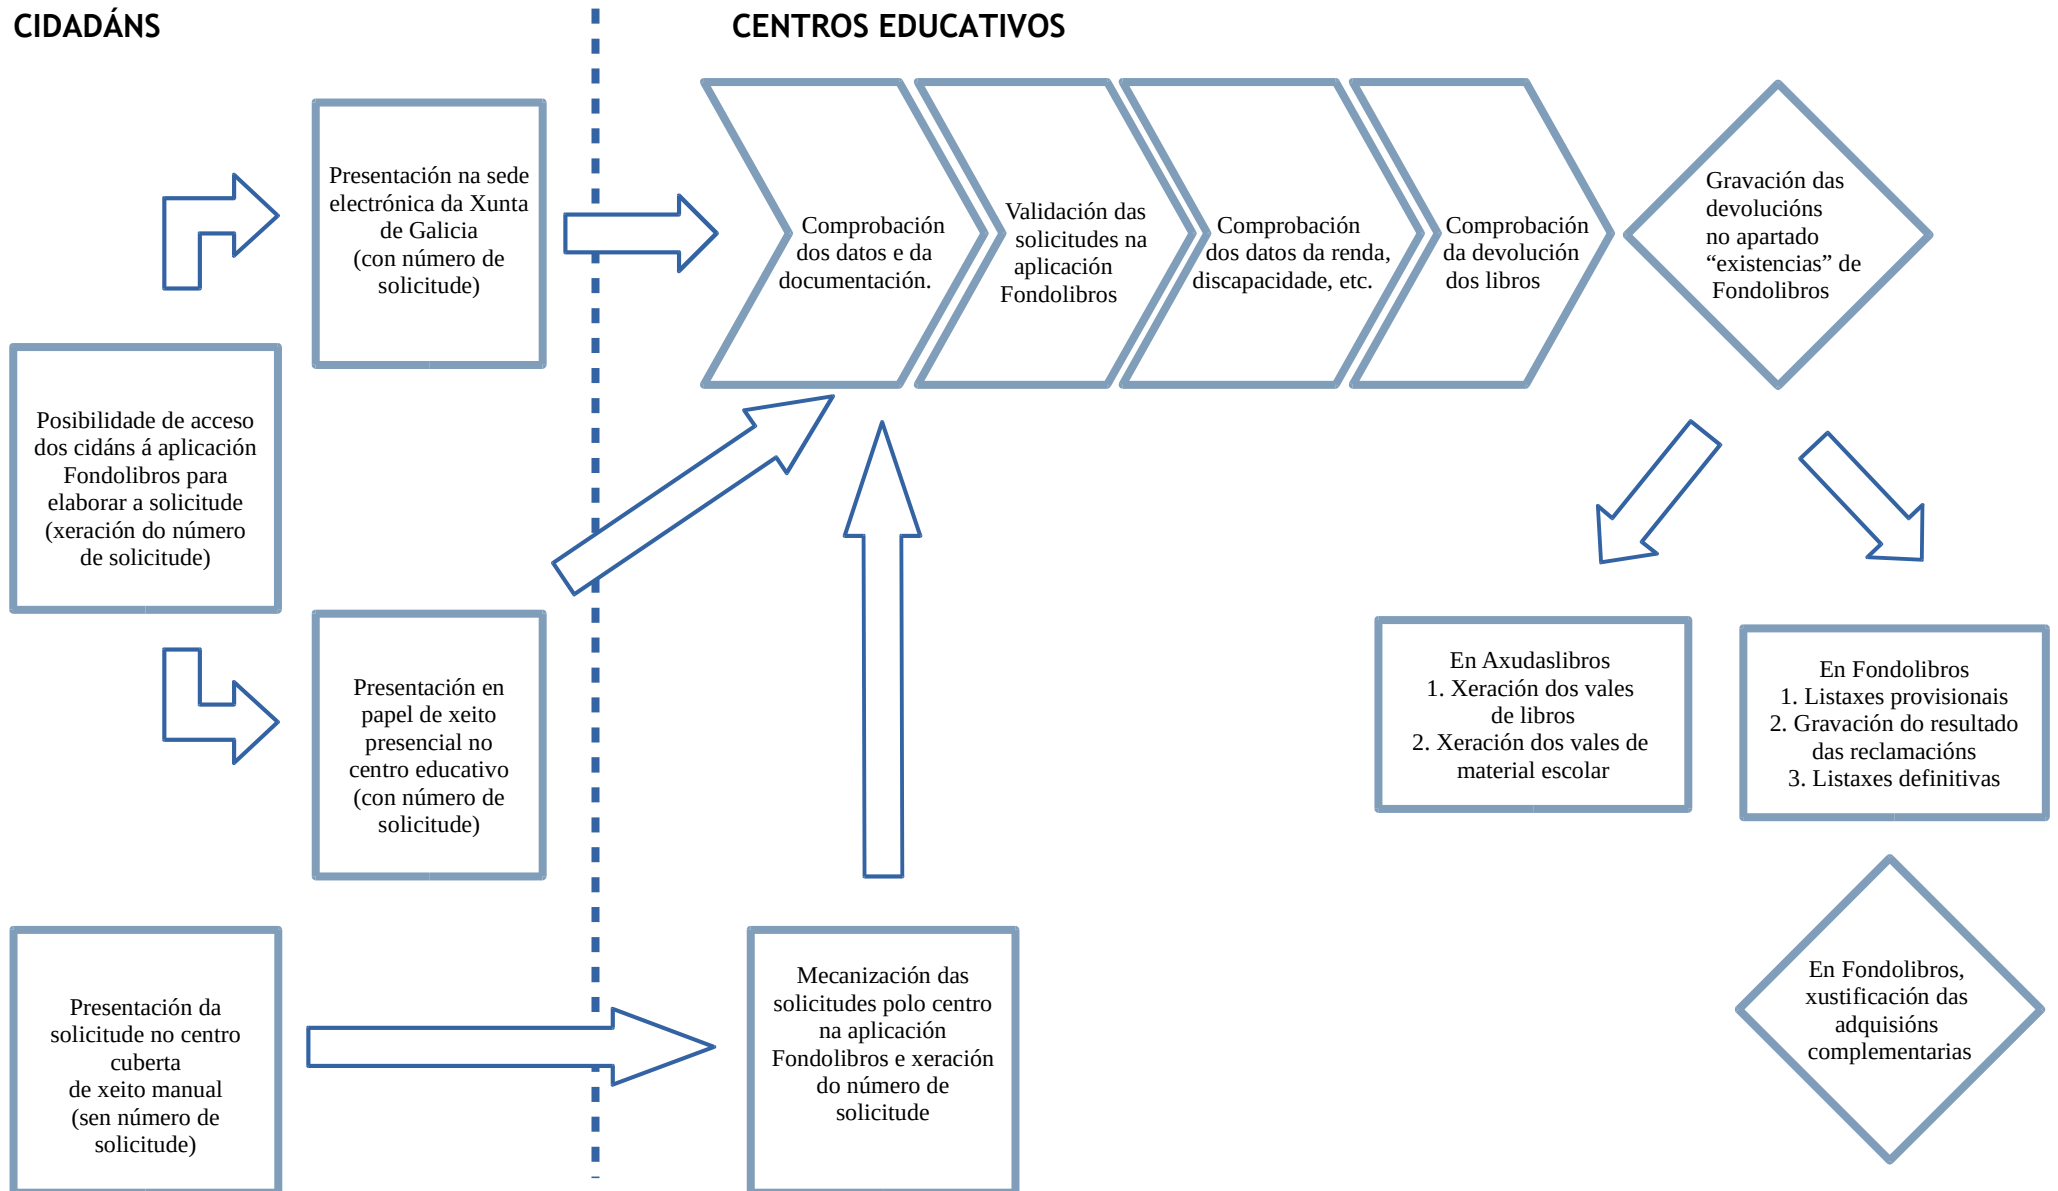 CIDADÁNS
CENTROS EDUCATIVOS
Presentación na sede
electrónica da Xunta
de Galicia
(con número de
solicitude)
Comprobación
dos datos e da
documentación.
Validación das
solicitudes na
aplicación
Fondolibros
Comprobación
dos datos da renda,
discapacidade, etc.
Comprobación
da devolución
dos libros
Gravación das
devolucións
no apartado
“existencias” de
Fondolibros
Posibilidade de acceso
dos cidáns á aplicación
Fondolibros para
elaborar a solicitude
(xeración do número
de solicitude)
Presentación en
papel de xeito
presencial no
centro educativo
(con número de
solicitude)
En Axudaslibros
1. Xeración dos vales
de libros
2. Xeración dos vales de
material escolar
En Fondolibros
1. Listaxes provisionais
2. Gravación do resultado
das reclamacións
3. Listaxes definitivas
Presentación da
solicitude no centro
cuberta
de xeito manual
(sen número de
solicitude)
Mecanización das
solicitudes polo centro
na aplicación
Fondolibros e xeración
do número de
solicitude
En Fondolibros,
xustificación das
adquisións
complementarias